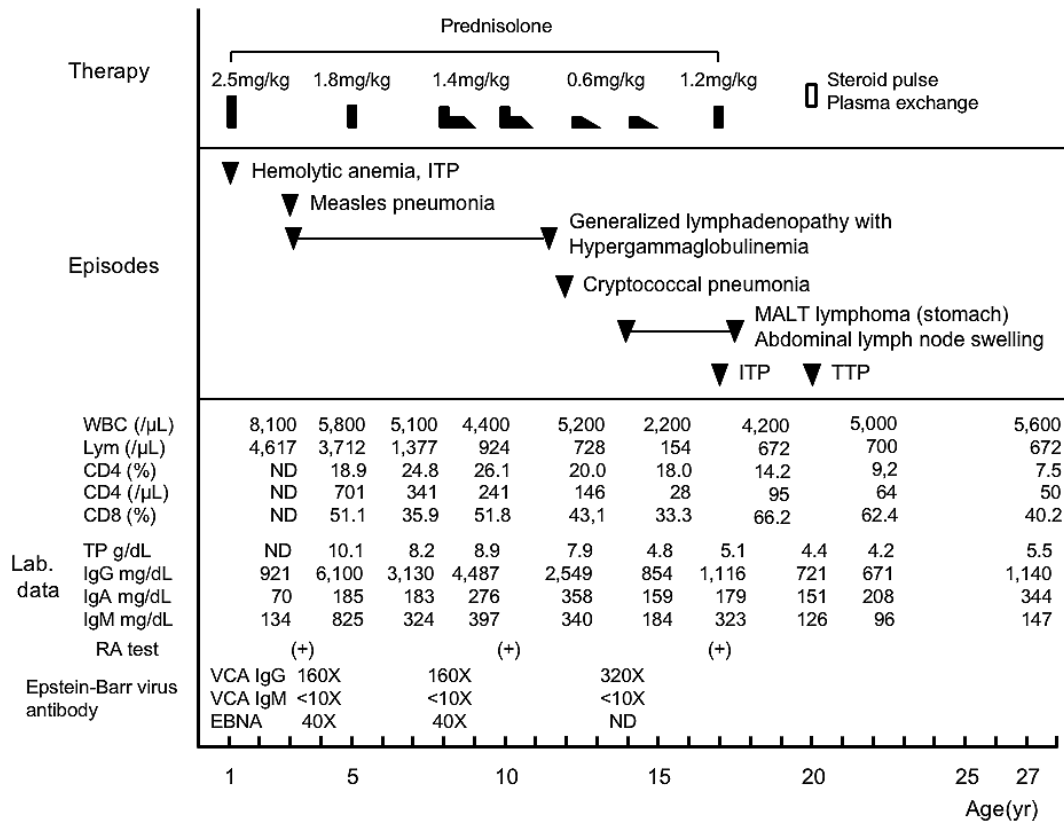 Prednisolone
Therapy
2.5mg/kg 1.8mg/kg 1.4mg/kg 0.6mg/kg 1.2mg/kg
Steroid pulse
Plasma exchange
Episodes
Hemolytic anemia, ITP
Measles pneumonia
Generalized lymphadenopathy with
Hypergammaglobulinemia
Cryptococcal pneumonia
MALT lymphoma (stomach)
Abdominal lymph node swelling
ITP TTP
Lab.
data
WBC (/µL) 8,100 5,800 5,100 4,400 5,200 2,200 4,200 5,000 5,600
Lym (/µL) 4,617 3,712 1,377 924 728 154 672 700 672
CD4 (%) ND 18.9 24.8 26.1 20.0 18.0 14.2 9,2 7.5
CD4 (/µL) ND 701 341 241 146 28 95 64 50
CD8 (%) ND 51.1 35.9 51.8 43,1 33.3 66.2 62.4 40.2
TP g/dL ND 10.1 8.2 8.9 7.9 4.8 5.1 4.4 4.2 5.5
IgG mg/dL 921 6,100 3,130 4,487 2,549 854 1,116 721 671 1,140
IgA mg/dL 70 185 183 276 358 159 179 151 208 344
IgM mg/dL 134 825 324 397 340 184 323 126 96 147
RA test (+) (+) (+)
Epstein-Barr virus
antibody
VCA IgG 160X 160X 320X
VCA IgM <10X <10X <10X
EBNA 40X 40X ND
1 5 10 15 20 25 27
Age(yr)